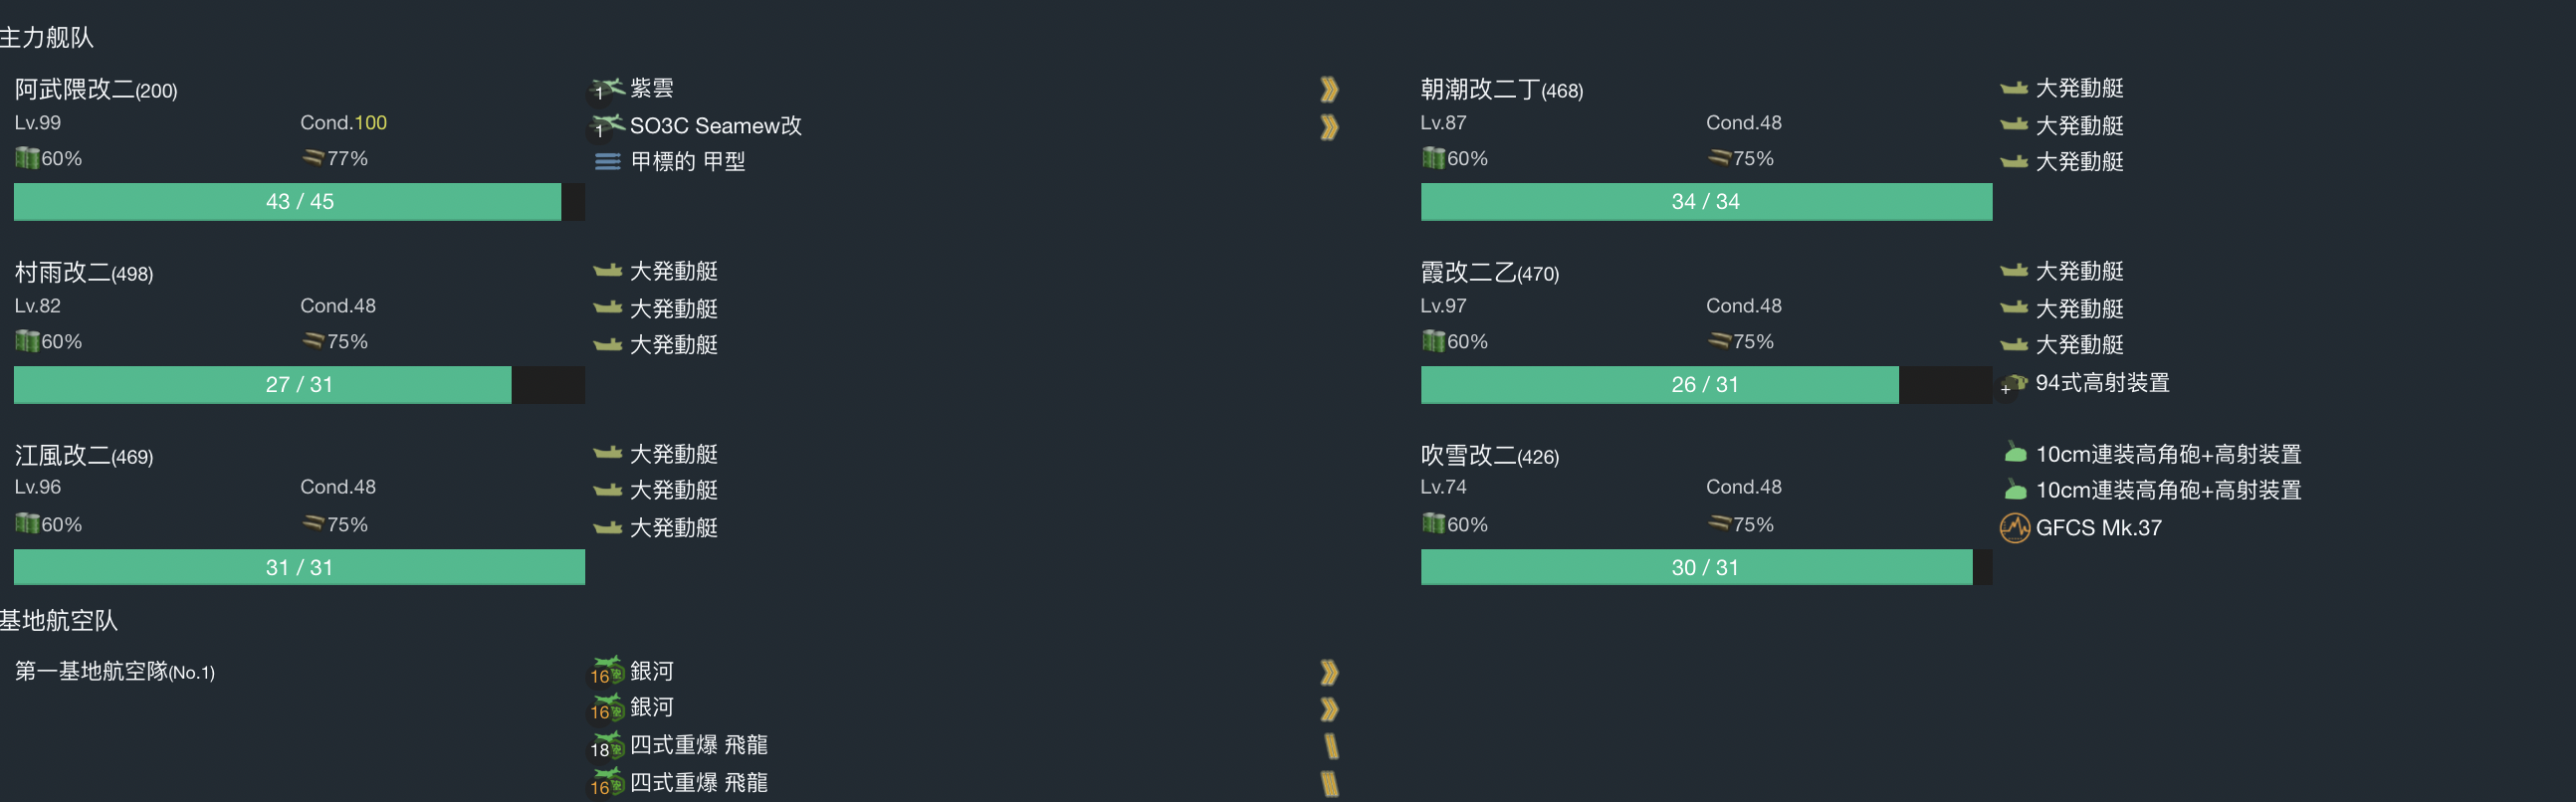 主力舰队
阿武隈改二(200)
Lv.99 Cond.100
60% 77%
43 / 45
1 紫雲
1 SO3C Seamew改
甲標的 甲型
朝潮改二丁(468)
Lv.87 Cond.48
60% 75%
34 / 34
大発動艇
大発動艇
大発動艇
村雨改二(498)
Lv.82 Cond.48
60% 75%
27 / 31
大発動艇
大発動艇
大発動艇
霞改二乙(470)
Lv.97 Cond.48
60% 75%
26 / 31
大発動艇
大発動艇
大発動艇
+ 94式高射装置
江風改二(469)
Lv.96 Cond.48
60% 75%
31 / 31
大発動艇
大発動艇
大発動艇
吹雪改二(426)
Lv.74 Cond.48
60% 75%
30 / 31
10cm連装高角砲+高射装置
10cm連装高角砲+高射装置
GFCS Mk.37
基地航空队
第一基地航空隊(No.1)
16 銀河
16 銀河
18 四式重爆 飛龍
16 四式重爆 飛龍